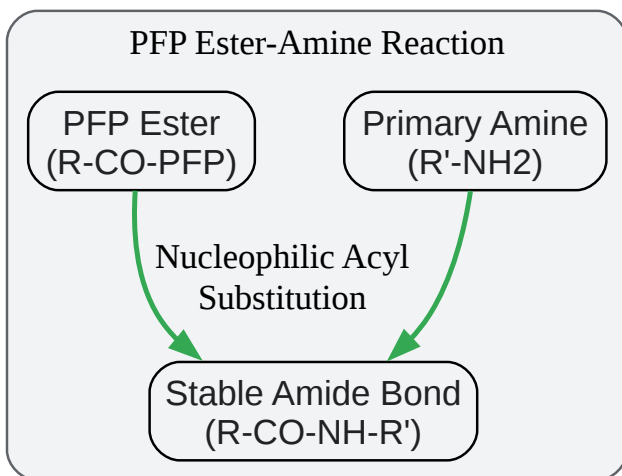 PFP Ester-Amine Reaction
PFP Ester
(R-CO-PFP)
Primary Amine
(R'-NH2)
Nucleophilic Acyl
Substitution
Stable Amide Bond
(R-CO-NH-R')